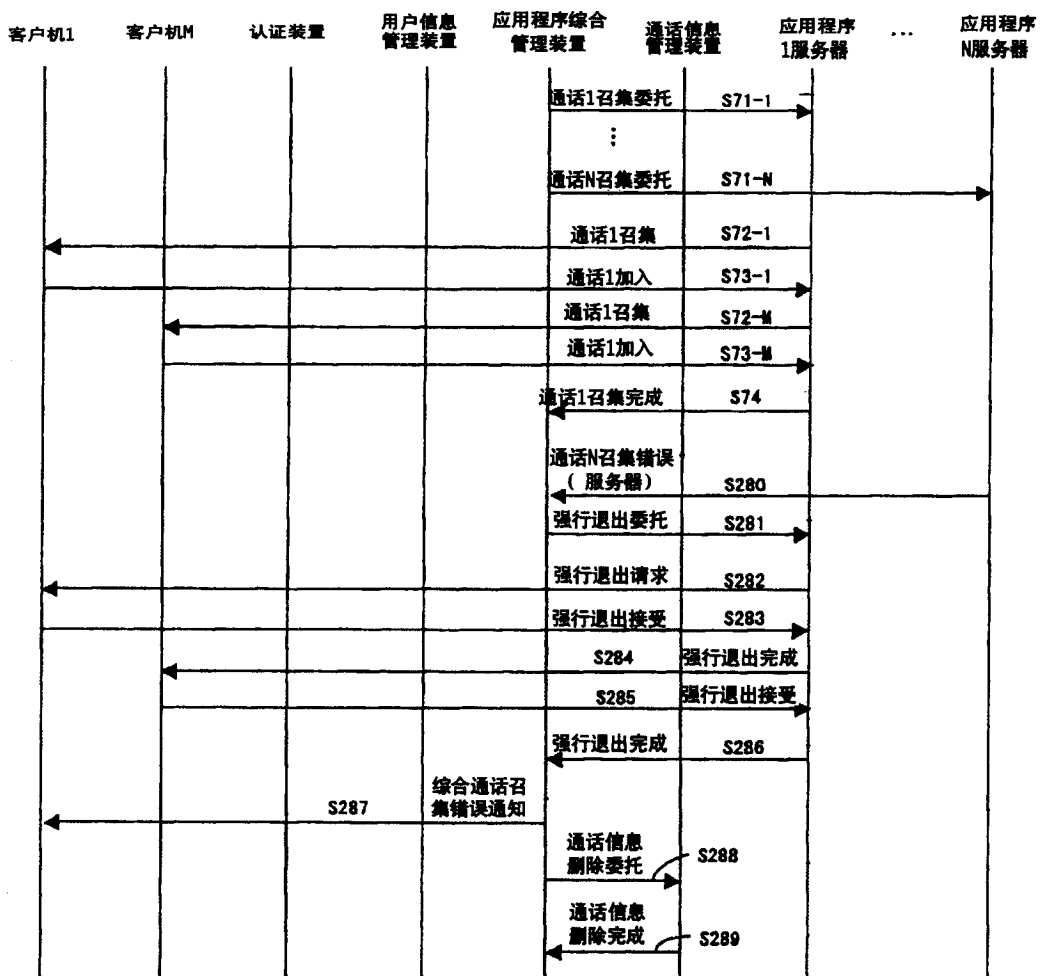 客户机1
客户机M
认证装置
用户信息
管理装置
应用程序综合
管理装置
通话信息
管理装置
应用程序
1服务器
...
应用程序
N服务器
通话1召集委托 S71-1
⋮
通话N召集委托 S71-N
通话1召集 S72-1
通话1加入 S73-1
通话1召集 S72-M
通话1加入 S73-M
通话1召集完成 S74
通话N召集错误
(服务器) S280
强行退出委托 S281
强行退出请求 S282
强行退出接受 S283
S284 强行退出完成
S285 强行退出接受
强行退出完成 S286
综合通话召
S287 集错误通知
通话信息
删除委托 S288
通话信息
删除完成 S289